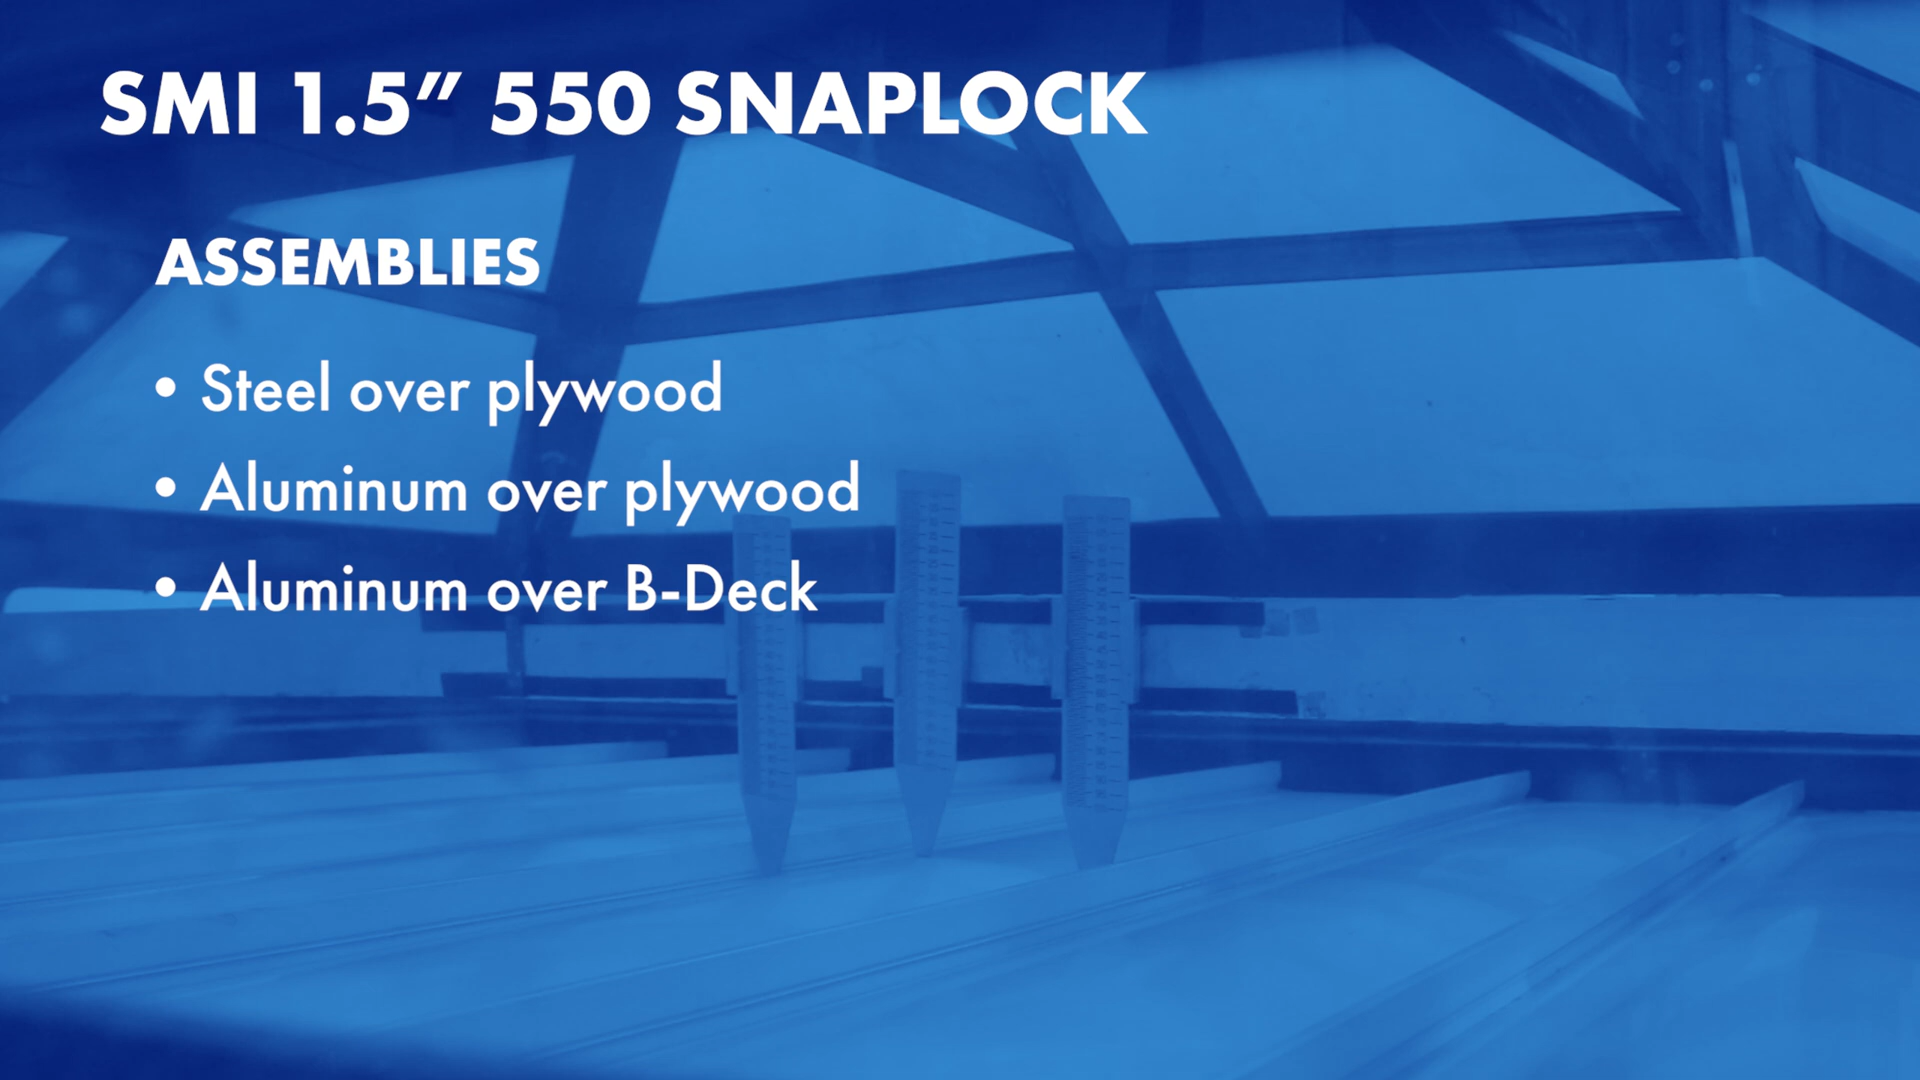 SMI 1.5” 550 SNAPLOCK
ASSEMBLIES
• Steel over plywood
• Aluminum over plywood
• Aluminum over B-Deck